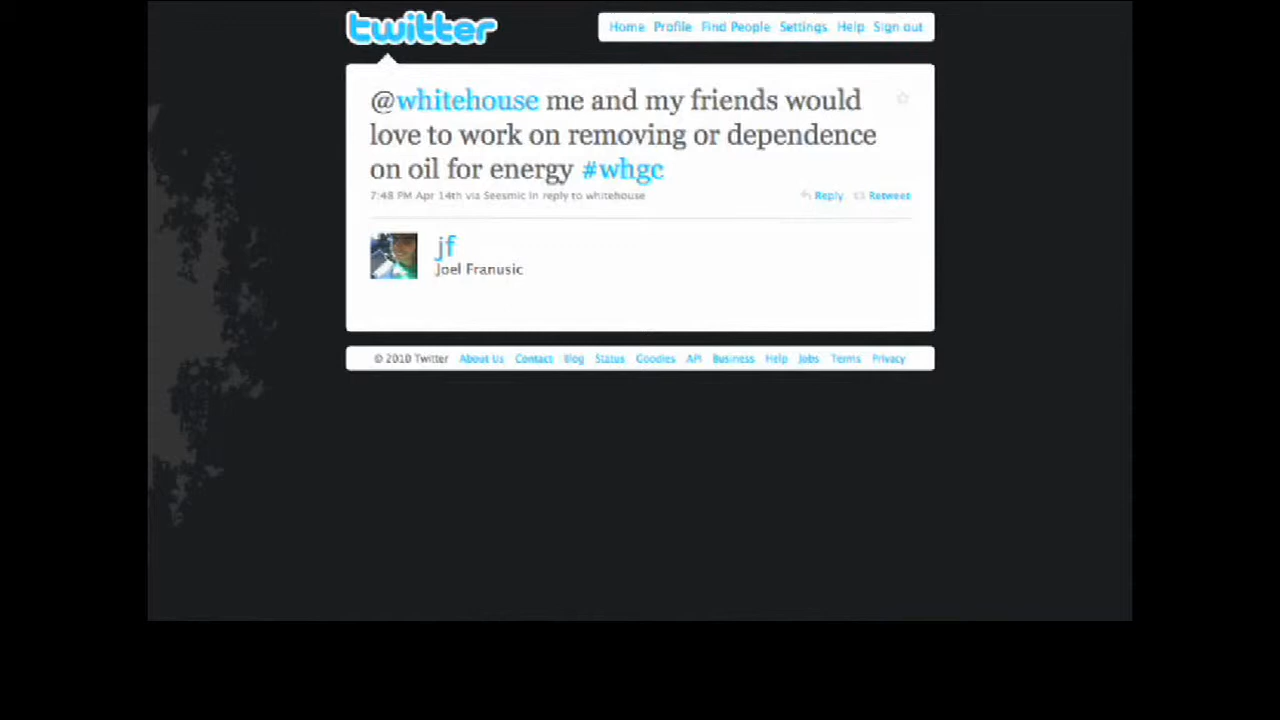 twitter
Home Profile Find People Settings Help Sign out
@whitehouse me and my friends would
love to work on removing or dependence
on oil for energy #whgc
7:48 PM Apr 14th via Seesmic in reply to whitehouse
Reply Retweet
jf
Joel Franusic
© 2010 Twitter About Us Contact Blog Status Goodies API Business Help Jobs Terms Privacy